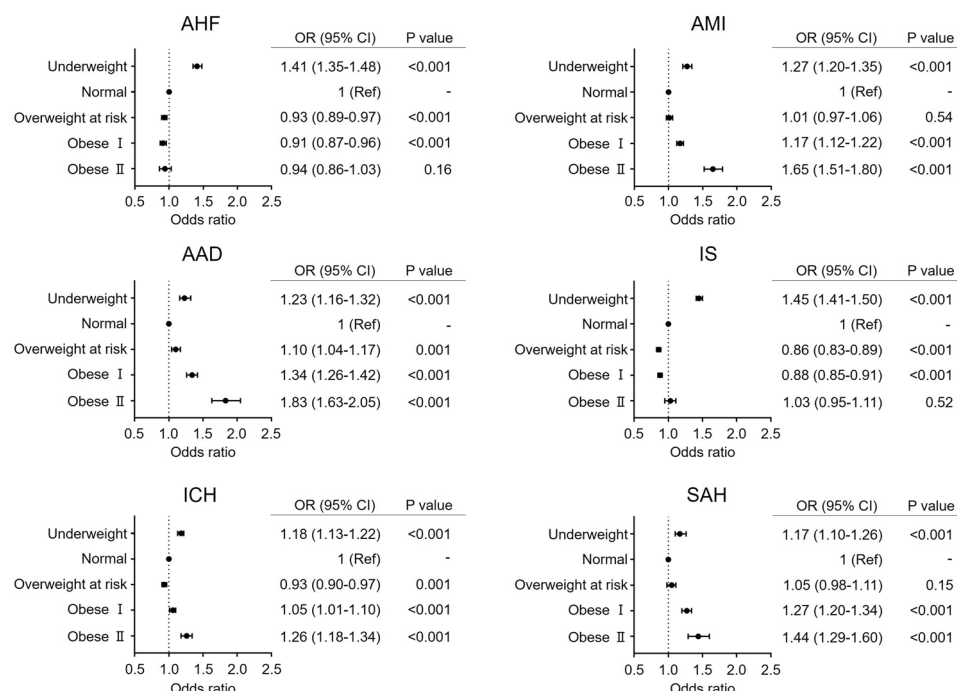 AHF
OR (95% CI) P value
Underweight 1.41 (1.35-1.48) <0.001
Normal 1 (Ref) -
Overweight at risk 0.93 (0.89-0.97) <0.001
Obese Ⅰ 0.91 (0.87-0.96) <0.001
Obese Ⅱ 0.94 (0.86-1.03) 0.16
0.5 1.0 1.5 2.0 2.5
Odds ratio
AMI
OR (95% CI) P value
Underweight 1.27 (1.20-1.35) <0.001
Normal 1 (Ref) -
Overweight at risk 1.01 (0.97-1.06) 0.54
Obese Ⅰ 1.17 (1.12-1.22) <0.001
Obese Ⅱ 1.65 (1.51-1.80) <0.001
0.5 1.0 1.5 2.0 2.5
Odds ratio
AAD
OR (95% CI) P value
Underweight 1.23 (1.16-1.32) <0.001
Normal 1 (Ref) -
Overweight at risk 1.10 (1.04-1.17) 0.001
Obese Ⅰ 1.34 (1.26-1.42) <0.001
Obese Ⅱ 1.83 (1.63-2.05) <0.001
0.5 1.0 1.5 2.0 2.5
Odds ratio
IS
OR (95% CI) P value
Underweight 1.45 (1.41-1.50) <0.001
Normal 1 (Ref) -
Overweight at risk 0.86 (0.83-0.89) <0.001
Obese Ⅰ 0.88 (0.85-0.91) <0.001
Obese Ⅱ 1.03 (0.95-1.11) 0.52
0.5 1.0 1.5 2.0 2.5
Odds ratio
ICH
OR (95% CI) P value
Underweight 1.18 (1.13-1.22) <0.001
Normal 1 (Ref) -
Overweight at risk 0.93 (0.90-0.97) 0.001
Obese Ⅰ 1.05 (1.01-1.10) <0.001
Obese Ⅱ 1.26 (1.18-1.34) <0.001
0.5 1.0 1.5 2.0 2.5
Odds ratio
SAH
OR (95% CI) P value
Underweight 1.17 (1.10-1.26) <0.001
Normal 1 (Ref) -
Overweight at risk 1.05 (0.98-1.11) 0.15
Obese Ⅰ 1.27 (1.20-1.34) <0.001
Obese Ⅱ 1.44 (1.29-1.60) <0.001
0.5 1.0 1.5 2.0 2.5
Odds ratio